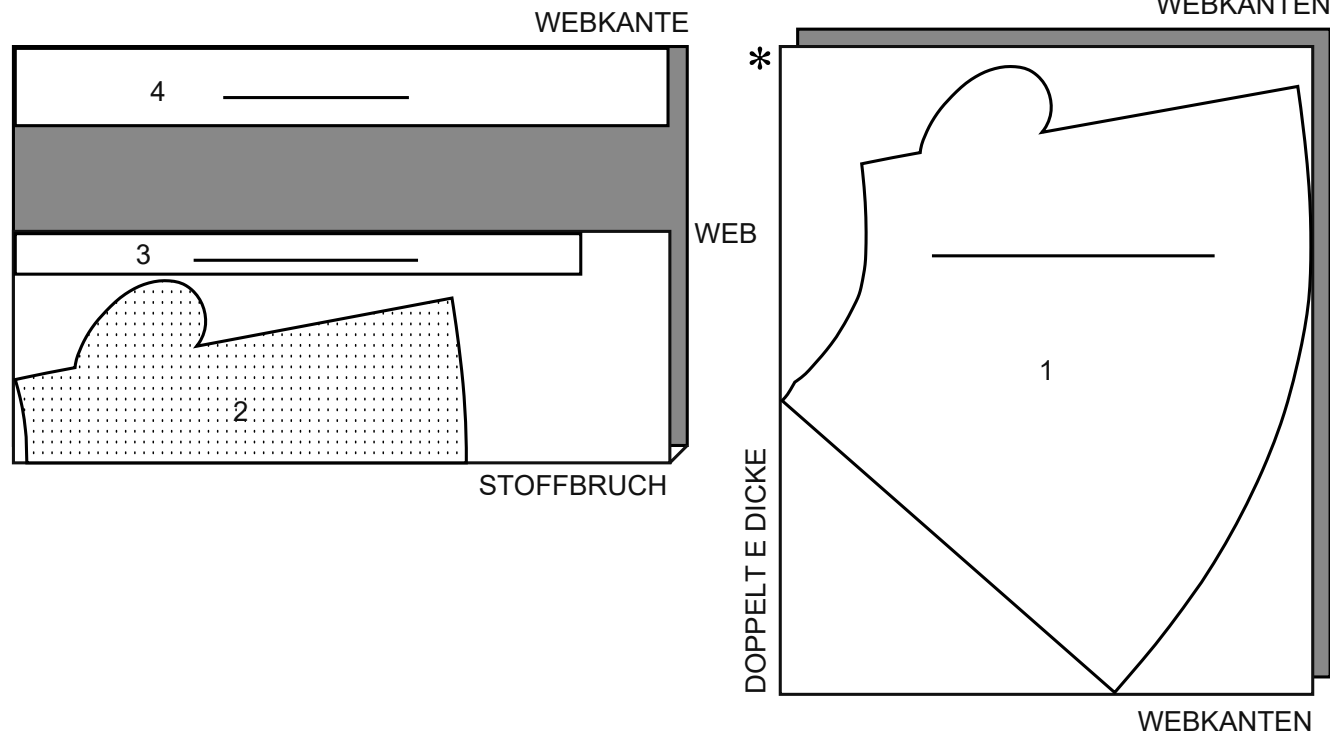 WEBKANTE
4
3
WEB
2
STOFFBRUCH
WEBKANTEN
*
1
DOPPELT E DICKE
WEBKANTEN